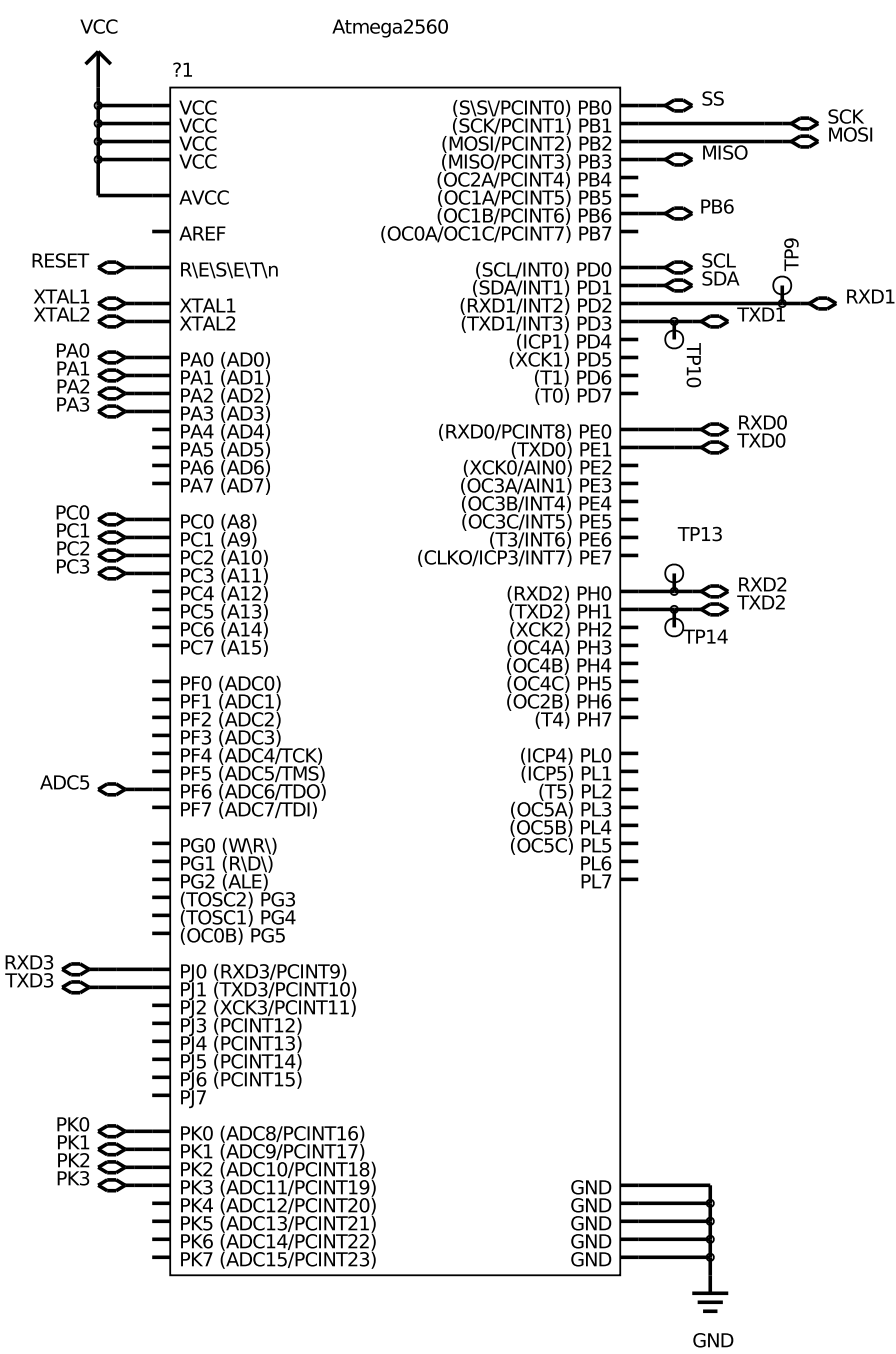 VCC
Atmega2560
?1
VCC
VCC
VCC
VCC
AVCC
AREF
RESET
R\E\S\E\T\n
XTAL1
XTAL1
XTAL2
XTAL2
PA0
PA0 (AD0)
PA1
PA1 (AD1)
PA2
PA2 (AD2)
PA3
PA3 (AD3)
PA4 (AD4)
PA5 (AD5)
PA6 (AD6)
PA7 (AD7)
PC0
PC0 (A8)
PC1
PC1 (A9)
PC2
PC2 (A10)
PC3
PC3 (A11)
PC4 (A12)
PC5 (A13)
PC6 (A14)
PC7 (A15)
PF0 (ADC0)
PF1 (ADC1)
PF2 (ADC2)
PF3 (ADC3)
PF4 (ADC4/TCK)
PF5 (ADC5/TMS)
ADC5
PF6 (ADC6/TDO)
PF7 (ADC7/TDI)
PG0 (W\R\)
PG1 (R\D\)
PG2 (ALE)
(TOSC2) PG3
(TOSC1) PG4
(OC0B) PG5
RXD3
PJ0 (RXD3/PCINT9)
TXD3
PJ1 (TXD3/PCINT10)
PJ2 (XCK3/PCINT11)
PJ3 (PCINT12)
PJ4 (PCINT13)
PJ5 (PCINT14)
PJ6 (PCINT15)
PJ7
PK0
PK0 (ADC8/PCINT16)
PK1
PK1 (ADC9/PCINT17)
PK2
PK2 (ADC10/PCINT18)
PK3
PK3 (ADC11/PCINT19)
PK4 (ADC12/PCINT20)
PK5 (ADC13/PCINT21)
PK6 (ADC14/PCINT22)
PK7 (ADC15/PCINT23)
(S\S\/PCINT0) PB0
SS
(SCK/PCINT1) PB1
SCK
(MOSI/PCINT2) PB2
MOSI
(MISO/PCINT3) PB3
MISO
(OC2A/PCINT4) PB4
(OC1A/PCINT5) PB5
(OC1B/PCINT6) PB6
PB6
(OC0A/OC1C/PCINT7) PB7
(SCL/INT0) PD0
SCL
(SDA/INT1) PD1
SDA
TP9
(RXD1/INT2) PD2
RXD1
(TXD1/INT3) PD3
TXD1
TP10
(ICP1) PD4
(XCK1) PD5
(T1) PD6
(T0) PD7
(RXD0/PCINT8) PE0
RXD0
(TXD0) PE1
TXD0
(XCK0/AIN0) PE2
(OC3A/AIN1) PE3
(OC3B/INT4) PE4
(OC3C/INT5) PE5
(T3/INT6) PE6
(CLKO/ICP3/INT7) PE7
TP13
(RXD2) PH0
RXD2
(TXD2) PH1
TXD2
TP14
(XCK2) PH2
(OC4A) PH3
(OC4B) PH4
(OC4C) PH5
(OC2B) PH6
(T4) PH7
(ICP4) PL0
(ICP5) PL1
(T5) PL2
(OC5A) PL3
(OC5B) PL4
(OC5C) PL5
PL6
PL7
GND
GND
GND
GND
GND
GND